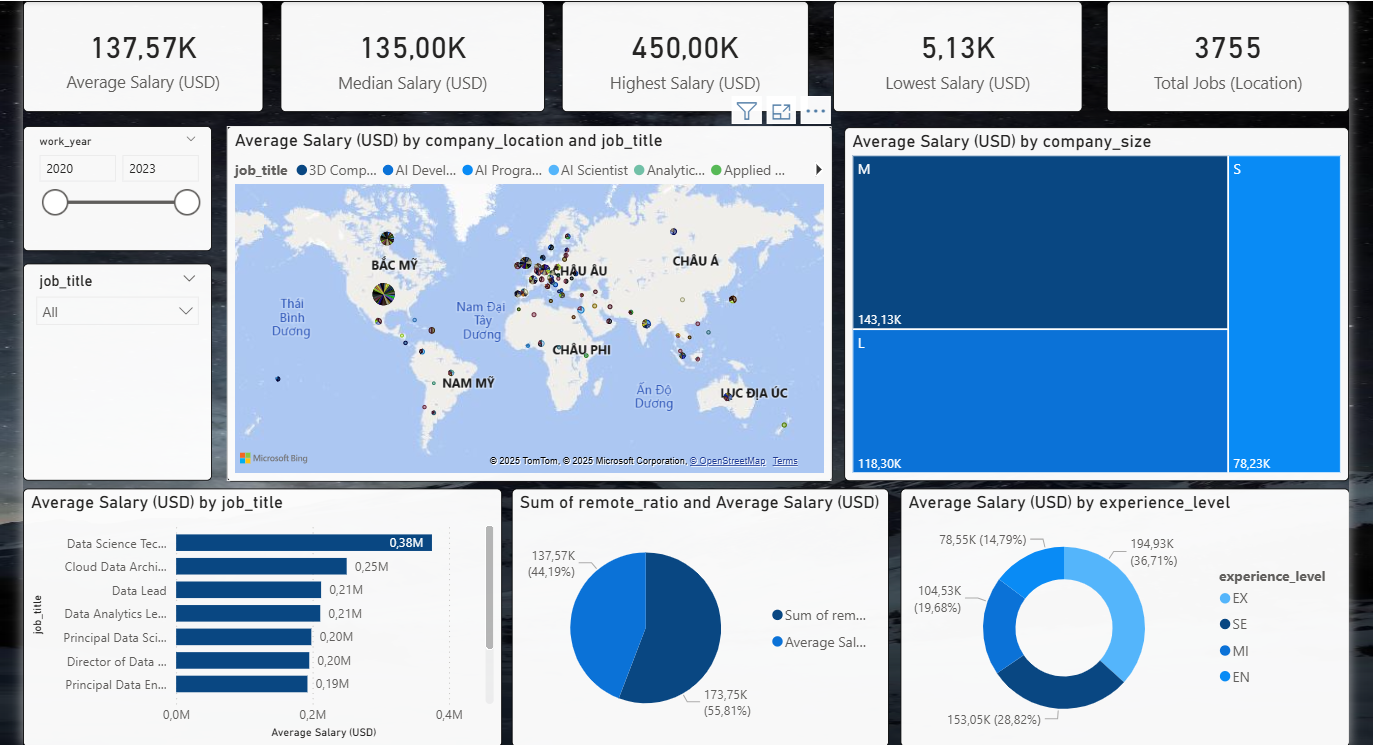 137,57K
Average Salary (USD)
135,00K
Median Salary (USD)
450,00K
Highest Salary (USD)
5,13K
Lowest Salary (USD)
3755
Total Jobs (Location)
work_year
2020 2023
job_title
All
Average Salary (USD) by company_location and job_title
job_title 3D Comp... AI Devel... AI Progra... AI Scientist Analytic... Applied ...
BẮC MỸ
CHÂU ÂU
CHÂU Á
Thái
Bình
Dương
Nam Đại
Tây
Dương
CHÂU PHI
NAM MỸ
Ấn Độ
Dương
LỤC ĐỊA ÚC
Microsoft Bing
© 2025 TomTom, © 2025 Microsoft Corporation, © OpenStreetMap Terms
Average Salary (USD) by company_size
M
143,13K
L
118,30K
S
78,23K
Average Salary (USD) by job_title
job_title
Data Science Tec... 0,38M
Cloud Data Archi... 0,25M
Data Lead 0,21M
Data Analytics Le... 0,21M
Principal Data Sci... 0,20M
Director of Data ... 0,20M
Principal Data En... 0,19M
0,0M 0,2M 0,4M
Average Salary (USD)
Sum of remote_ratio and Average Salary (USD)
137,57K
(44,19%)
173,75K
(55,81%)
Sum of rem...
Average Sal...
Average Salary (USD) by experience_level
78,55K (14,79%)
194,93K
(36,71%)
104,53K
(19,68%)
153,05K (28,82%)
experience_level
EX
SE
MI
EN